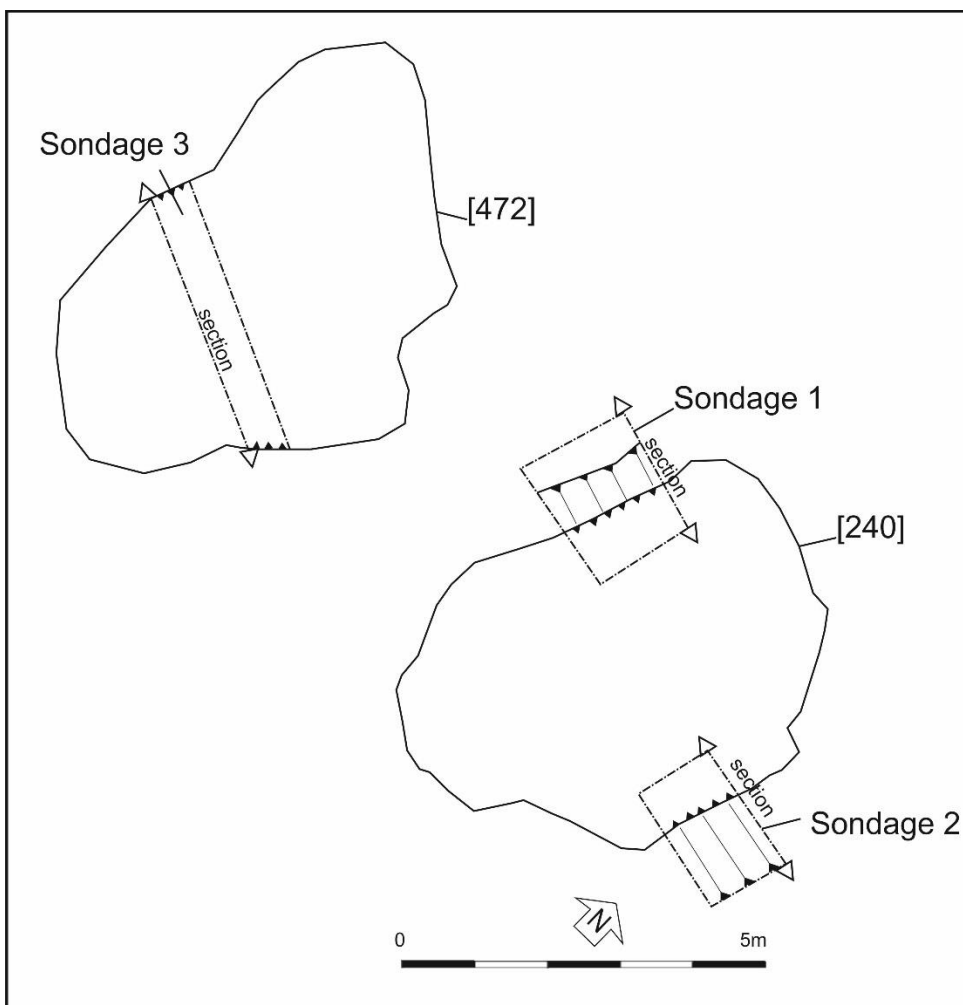 Sondage 3
[472]
section
Sondage 1
section
[240]
section
Sondage 2
N
0 5m